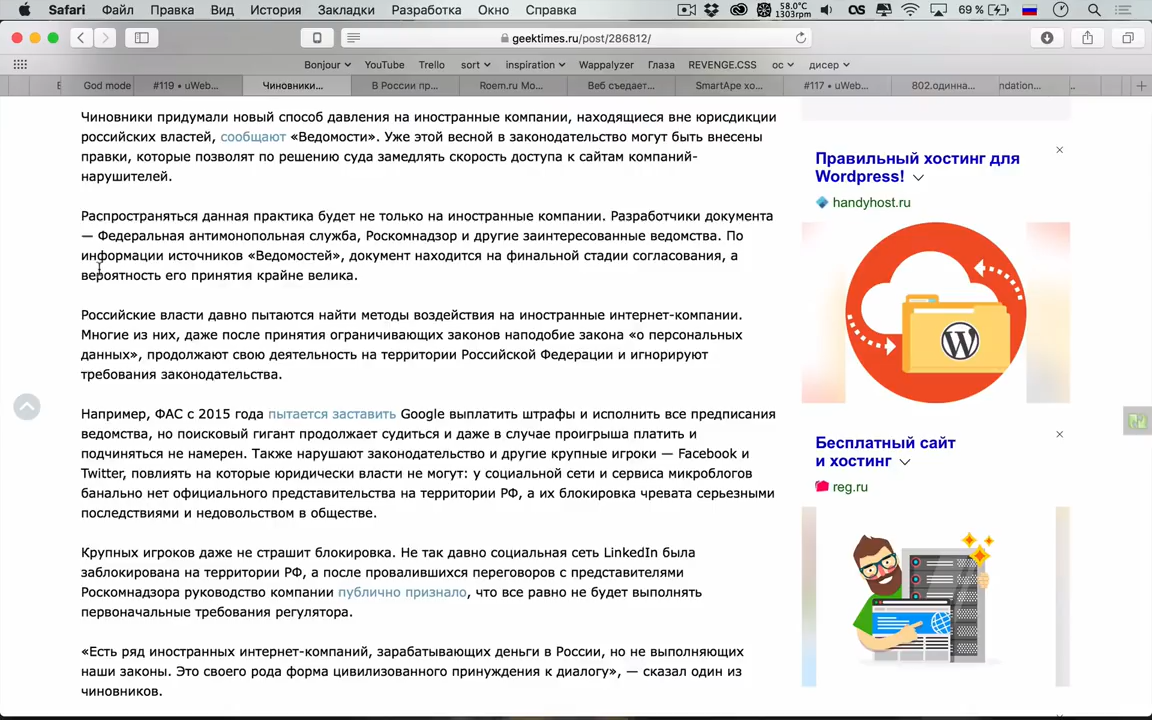 Safari Файл Правка Вид История Закладки Разработка Окно Справка 58.0°C 1303rpm 69 %
geektimes.ru/post/286812/
Bonjour YouTube Trello sort inspiration Wappalyzer Глаза REVENGE.CSS ос дисер
God mode #119 • uWeb... Чиновники... В России пр... Roem.ru Мо... Веб съедает... SmartApe хо... #117 • uWeb... 802.одинна... ndation...
Чиновники придумали новый способ давления на иностранные компании, находящиеся вне юрисдикции
российских властей, сообщают «Ведомости». Уже этой весной в законодательство могут быть внесены
правки, которые позволят по решению суда замедлять скорость доступа к сайтам компаний-
нарушителей.
Распространяться данная практика будет не только на иностранные компании. Разработчики документа
— Федеральная антимонопольная служба, Роскомнадзор и другие заинтересованные ведомства. По
информации источников «Ведомостей», документ находится на финальной стадии согласования, а
вероятность его принятия крайне велика.
Российские власти давно пытаются найти методы воздействия на иностранные интернет-компании.
Многие из них, даже после принятия ограничивающих законов наподобие закона «о персональных
данных», продолжают свою деятельность на территории Российской Федерации и игнорируют
требования законодательства.
Например, ФАС с 2015 года пытается заставить Google выплатить штрафы и исполнить все предписания
ведомства, но поисковый гигант продолжает судиться и даже в случае проигрыша платить и
подчиняться не намерен. Также нарушают законодательство и другие крупные игроки — Facebook и
Twitter, повлиять на которые юридически власти не могут: у социальной сети и сервиса микроблогов
банально нет официального представительства на территории РФ, а их блокировка чревата серьезными
последствиями и недовольством в обществе.
Крупных игроков даже не страшит блокировка. Не так давно социальная сеть LinkedIn была
заблокирована на территории РФ, а после провалившихся переговоров с представителями
Роскомнадзора руководство компании публично признало, что все равно не будет выполнять
первоначальные требования регулятора.
«Есть ряд иностранных интернет-компаний, зарабатывающих деньги в России, но не выполняющих
наши законы. Это своего рода форма цивилизованного принуждения к диалогу», — сказал один из
чиновников.
Правильный хостинг для
Wordpress!
handyhost.ru
Бесплатный сайт
и хостинг
reg.ru